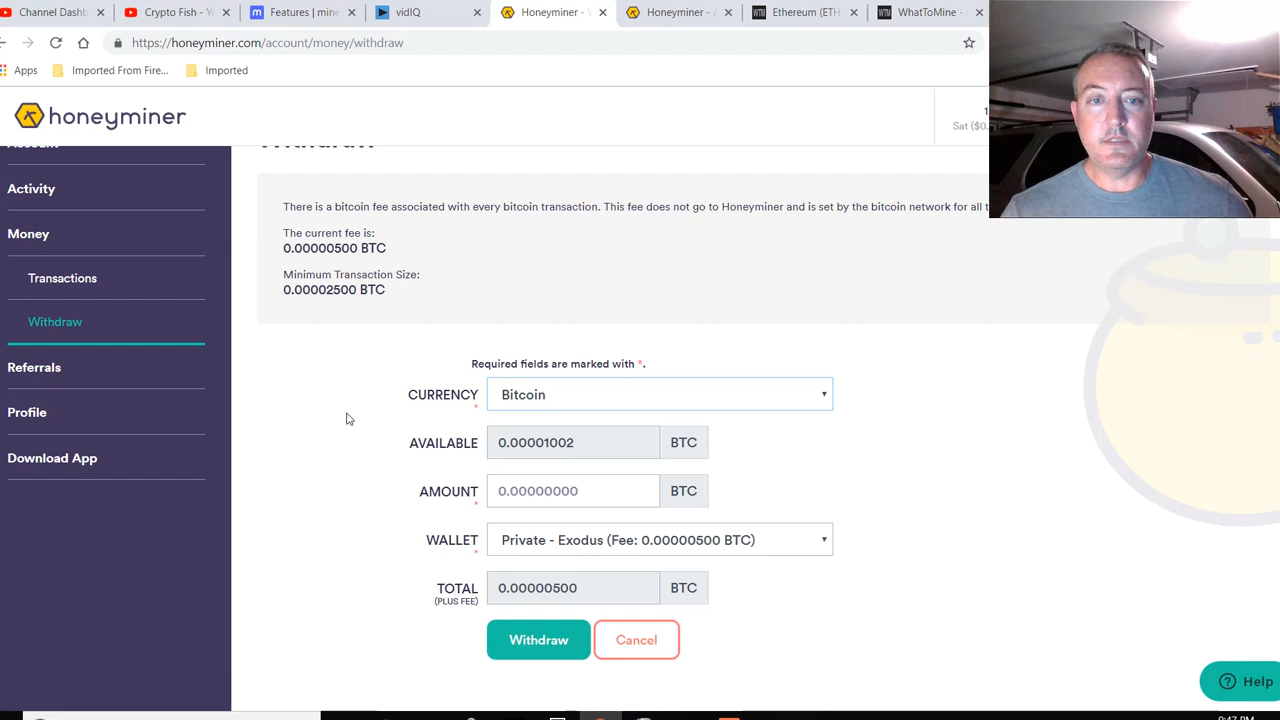 Channel Dashb
Crypto Fish - Yo
Features | mine
vidIQ
Honeyminer - W
Honeyminer
Ethereum
WhatToMine -
https://honeyminer.com/account/money/withdraw
Apps
Imported From Fire...
Imported
honeyminer
Sat ($0.
Activity
Money
Transactions
Withdraw
Referrals
Profile
Download App
There is a bitcoin fee associated with every bitcoin transaction. This fee does not go to Honeyminer and is set by the bitcoin network for all
The current fee is:
0.00000500 BTC
Minimum Transaction Size:
0.00002500 BTC
Required fields are marked with *.
CURRENCY * Bitcoin
AVAILABLE 0.00001002 BTC
AMOUNT * 0.00000000 BTC
WALLET * Private - Exodus (Fee: 0.00000500 BTC)
TOTAL 0.00000500 BTC
(PLUS FEE)
Withdraw Cancel
Help